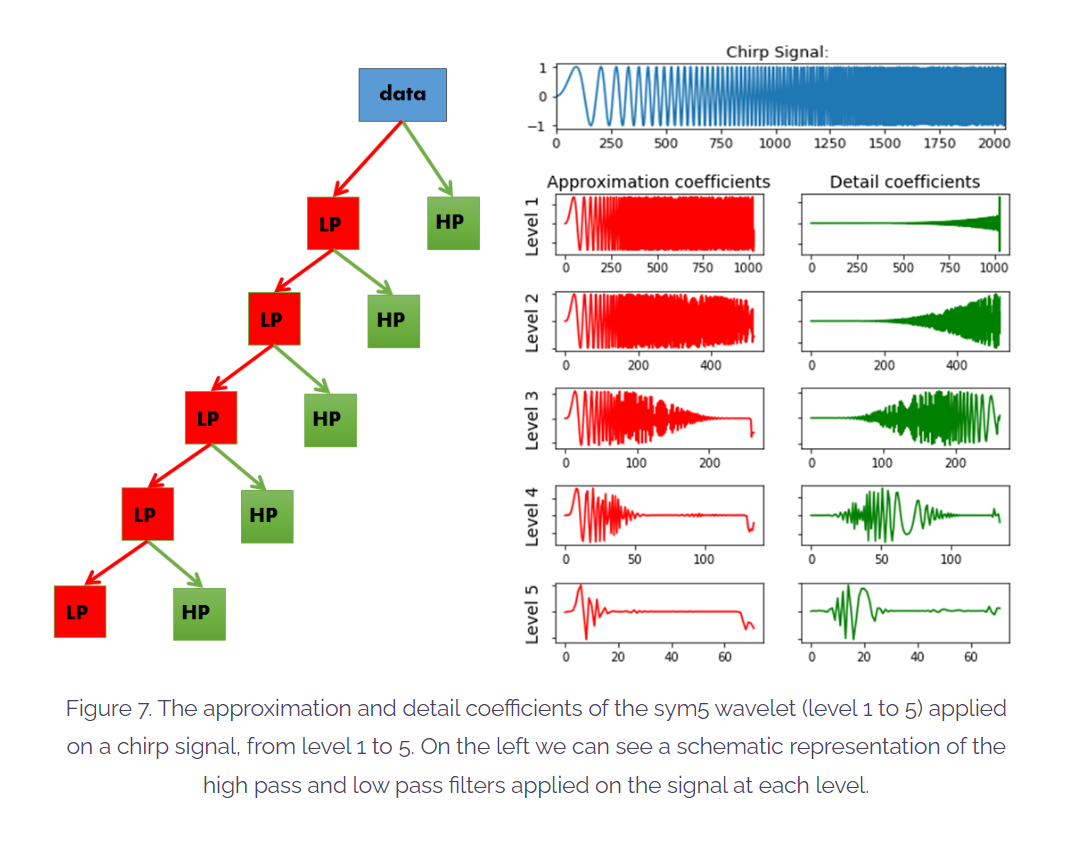 data
LP
HP
LP
HP
LP
HP
LP
HP
LP
HP
Chirp Signal:
1
0
−1
0 250 500 750 1000 1250 1500 1750 2000
Approximation coefficients
Detail coefficients
Level 1
0 250 500 750 1000
0 250 500 750 1000
Level 2
0 200 400
0 200 400
Level 3
0 100 200
0 100 200
Level 4
0 50 100
0 50 100
Level 5
0 20 40 60
0 20 40 60
Figure 7. The approximation and detail coefficients of the sym5 wavelet (level 1 to 5) applied
on a chirp signal, from level 1 to 5. On the left we can see a schematic representation of the
high pass and low pass filters applied on the signal at each level.